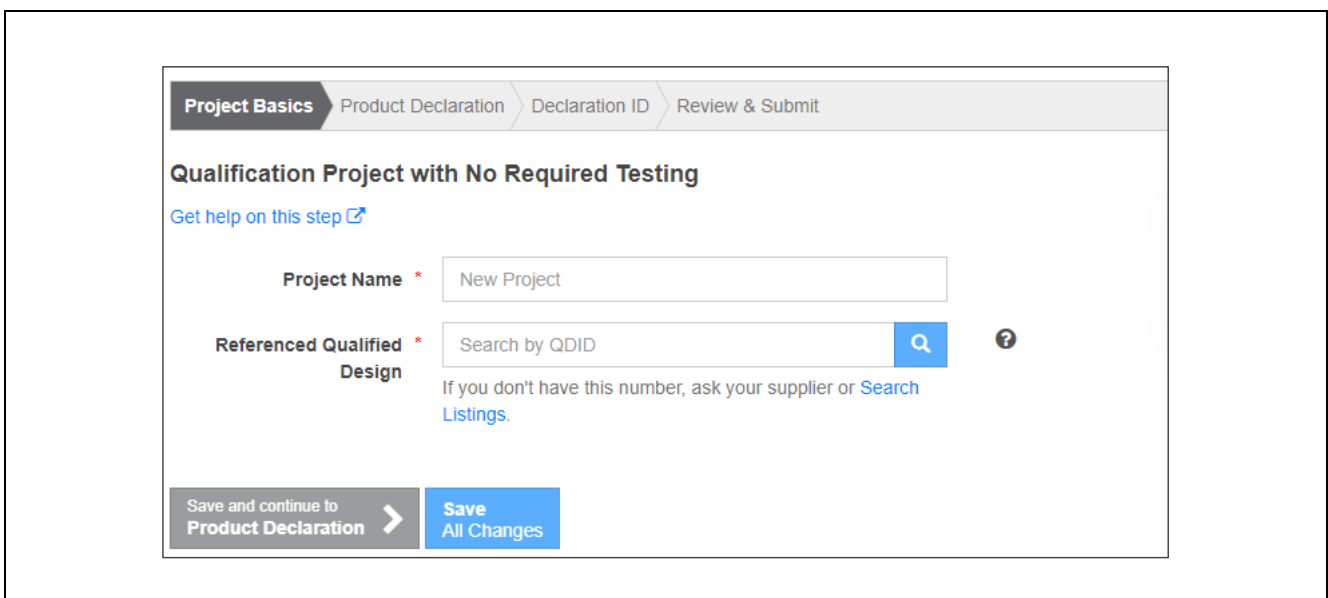 Project Basics Product Declaration Declaration ID Review & Submit
Qualification Project with No Required Testing
Get help on this step
Project Name * New Project
Referenced Qualified * Search by QDID
Design
If you don't have this number, ask your supplier or Search
Listings.
Save and continue to
Product Declaration
Save
All Changes